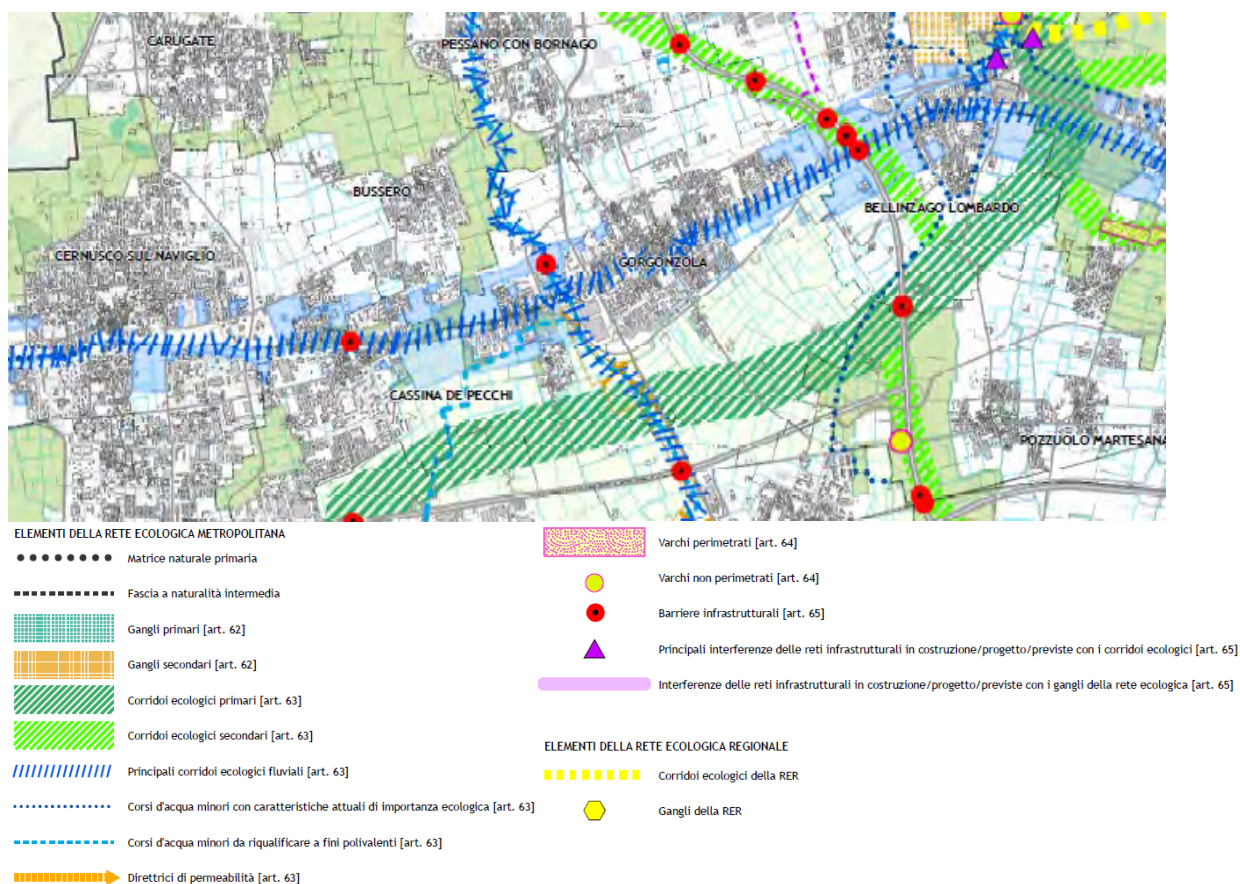 CARUGATE
PESSANO CON BORNAGO
BUSSERO
BELLINZAGO LOMBARDO
CERNUSCO SUL NAVIGLIO
GORGONZOLA
CASSINA DE PECCHI
POZZUOLO MARTESANA
ELEMENTI DELLA RETE ECOLOGICA METROPOLITANA
Matrice naturale primaria
Fascia a naturalità intermedia
Gangli primari [art. 62]
Gangli secondari [art. 62]
Corridoi ecologici primari [art. 63]
Corridoi ecologici secondari [art. 63]
Principali corridoi ecologici fluviali [art. 63]
Corsi d'acqua minori con caratteristiche attuali di importanza ecologica [art. 63]
Corsi d'acqua minori da riqualificare a fini polivalenti [art. 63]
Direttrici di permeabilità [art. 63]
Varchi perimetrati [art. 64]
Varchi non perimetrati [art. 64]
Barriere infrastrutturali [art. 65]
Principali interferenze delle reti infrastrutturali in costruzione/progetto/previste con i corridoi ecologici [art. 65]
Interferenze delle reti infrastrutturali in costruzione/progetto/previste con i gangli della rete ecologica [art. 65]
ELEMENTI DELLA RETE ECOLOGICA REGIONALE
Corridoi ecologici della RER
Gangli della RER